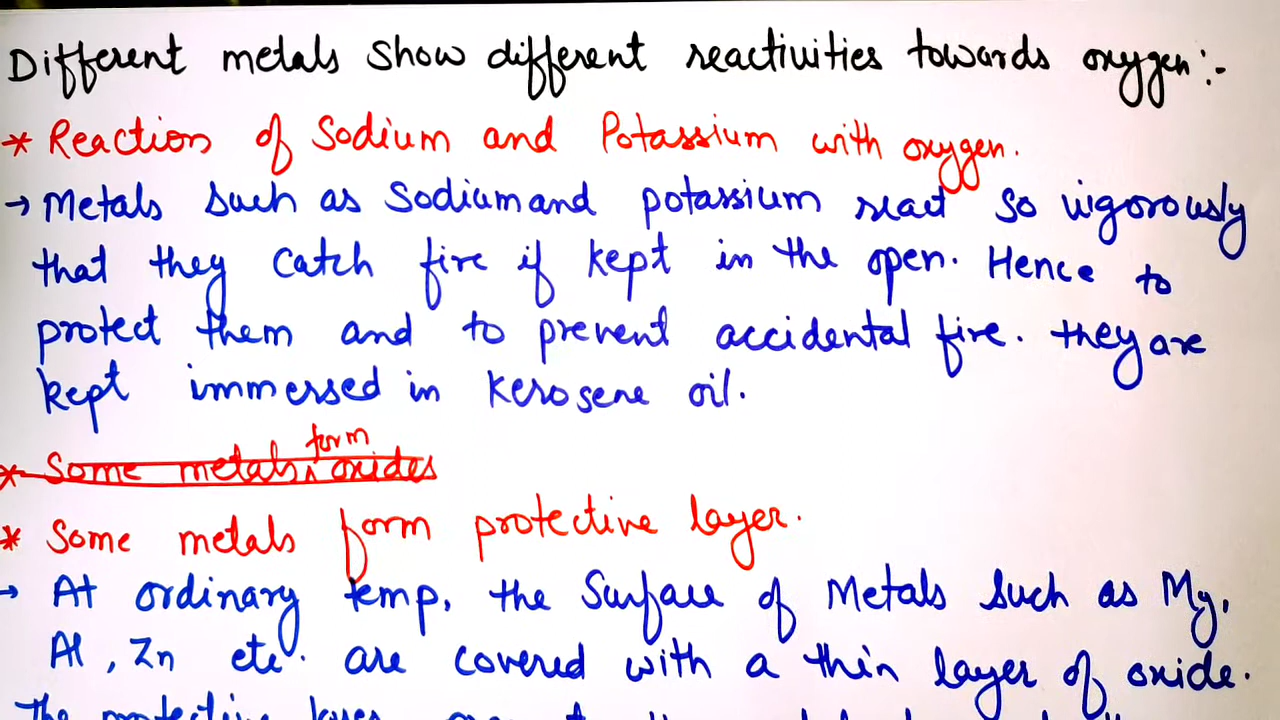 Different metals show different reactivities towards oxygen :-
* Reaction of Sodium and Potassium with oxygen.
→ Metals such as Sodium and potassium react so vigorously
that they catch fire if kept in the open. Hence to
protect them and to prevent accidental fire. they are
kept immersed in kerosene oil.
* Some metals form oxides
* Some metals form protective layer.
→ At ordinary temp, the Surface of Metals such as Mg,
Al, Zn etc. are covered with a thin layer of oxide.
The protective layer